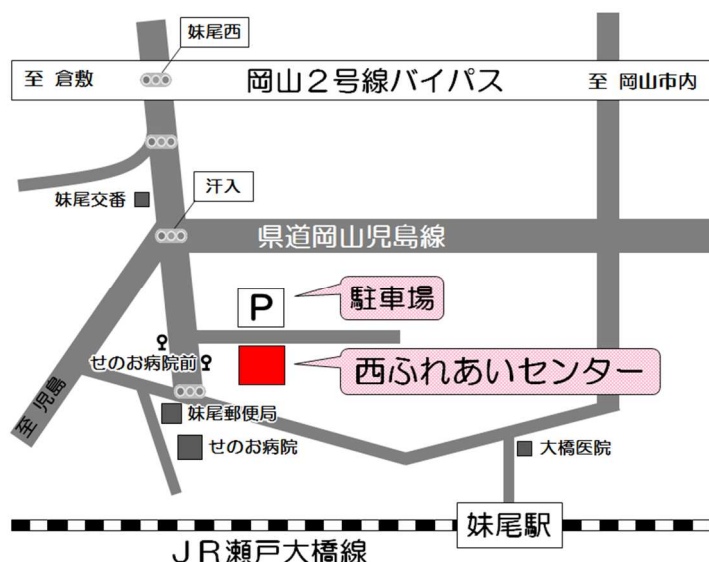 妹尾西
至 倉敷
岡山2号線バイパス
至 岡山市内
妹尾交番
汗入
県道岡山児島線
P
駐車場
せのお病院前
西ふれあいセンター
至 児島
妹尾郵便局
せのお病院
大橋医院
妹尾駅
JR瀬戸大橋線